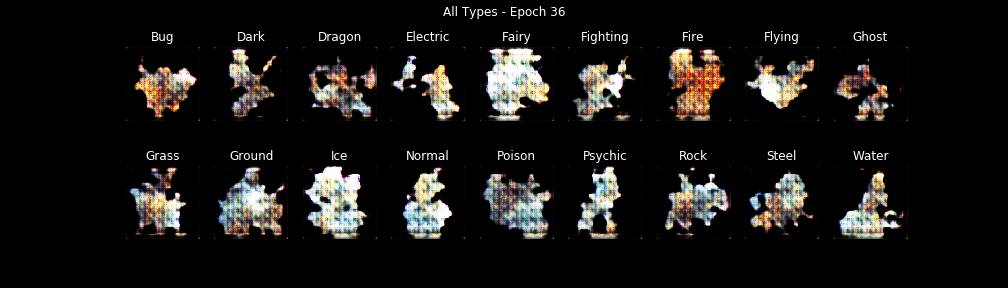 All Types - Epoch 36
Bug Dark Dragon Electric Fairy Fighting Fire Flying Ghost
Grass Ground Ice Normal Poison Psychic Rock Steel Water